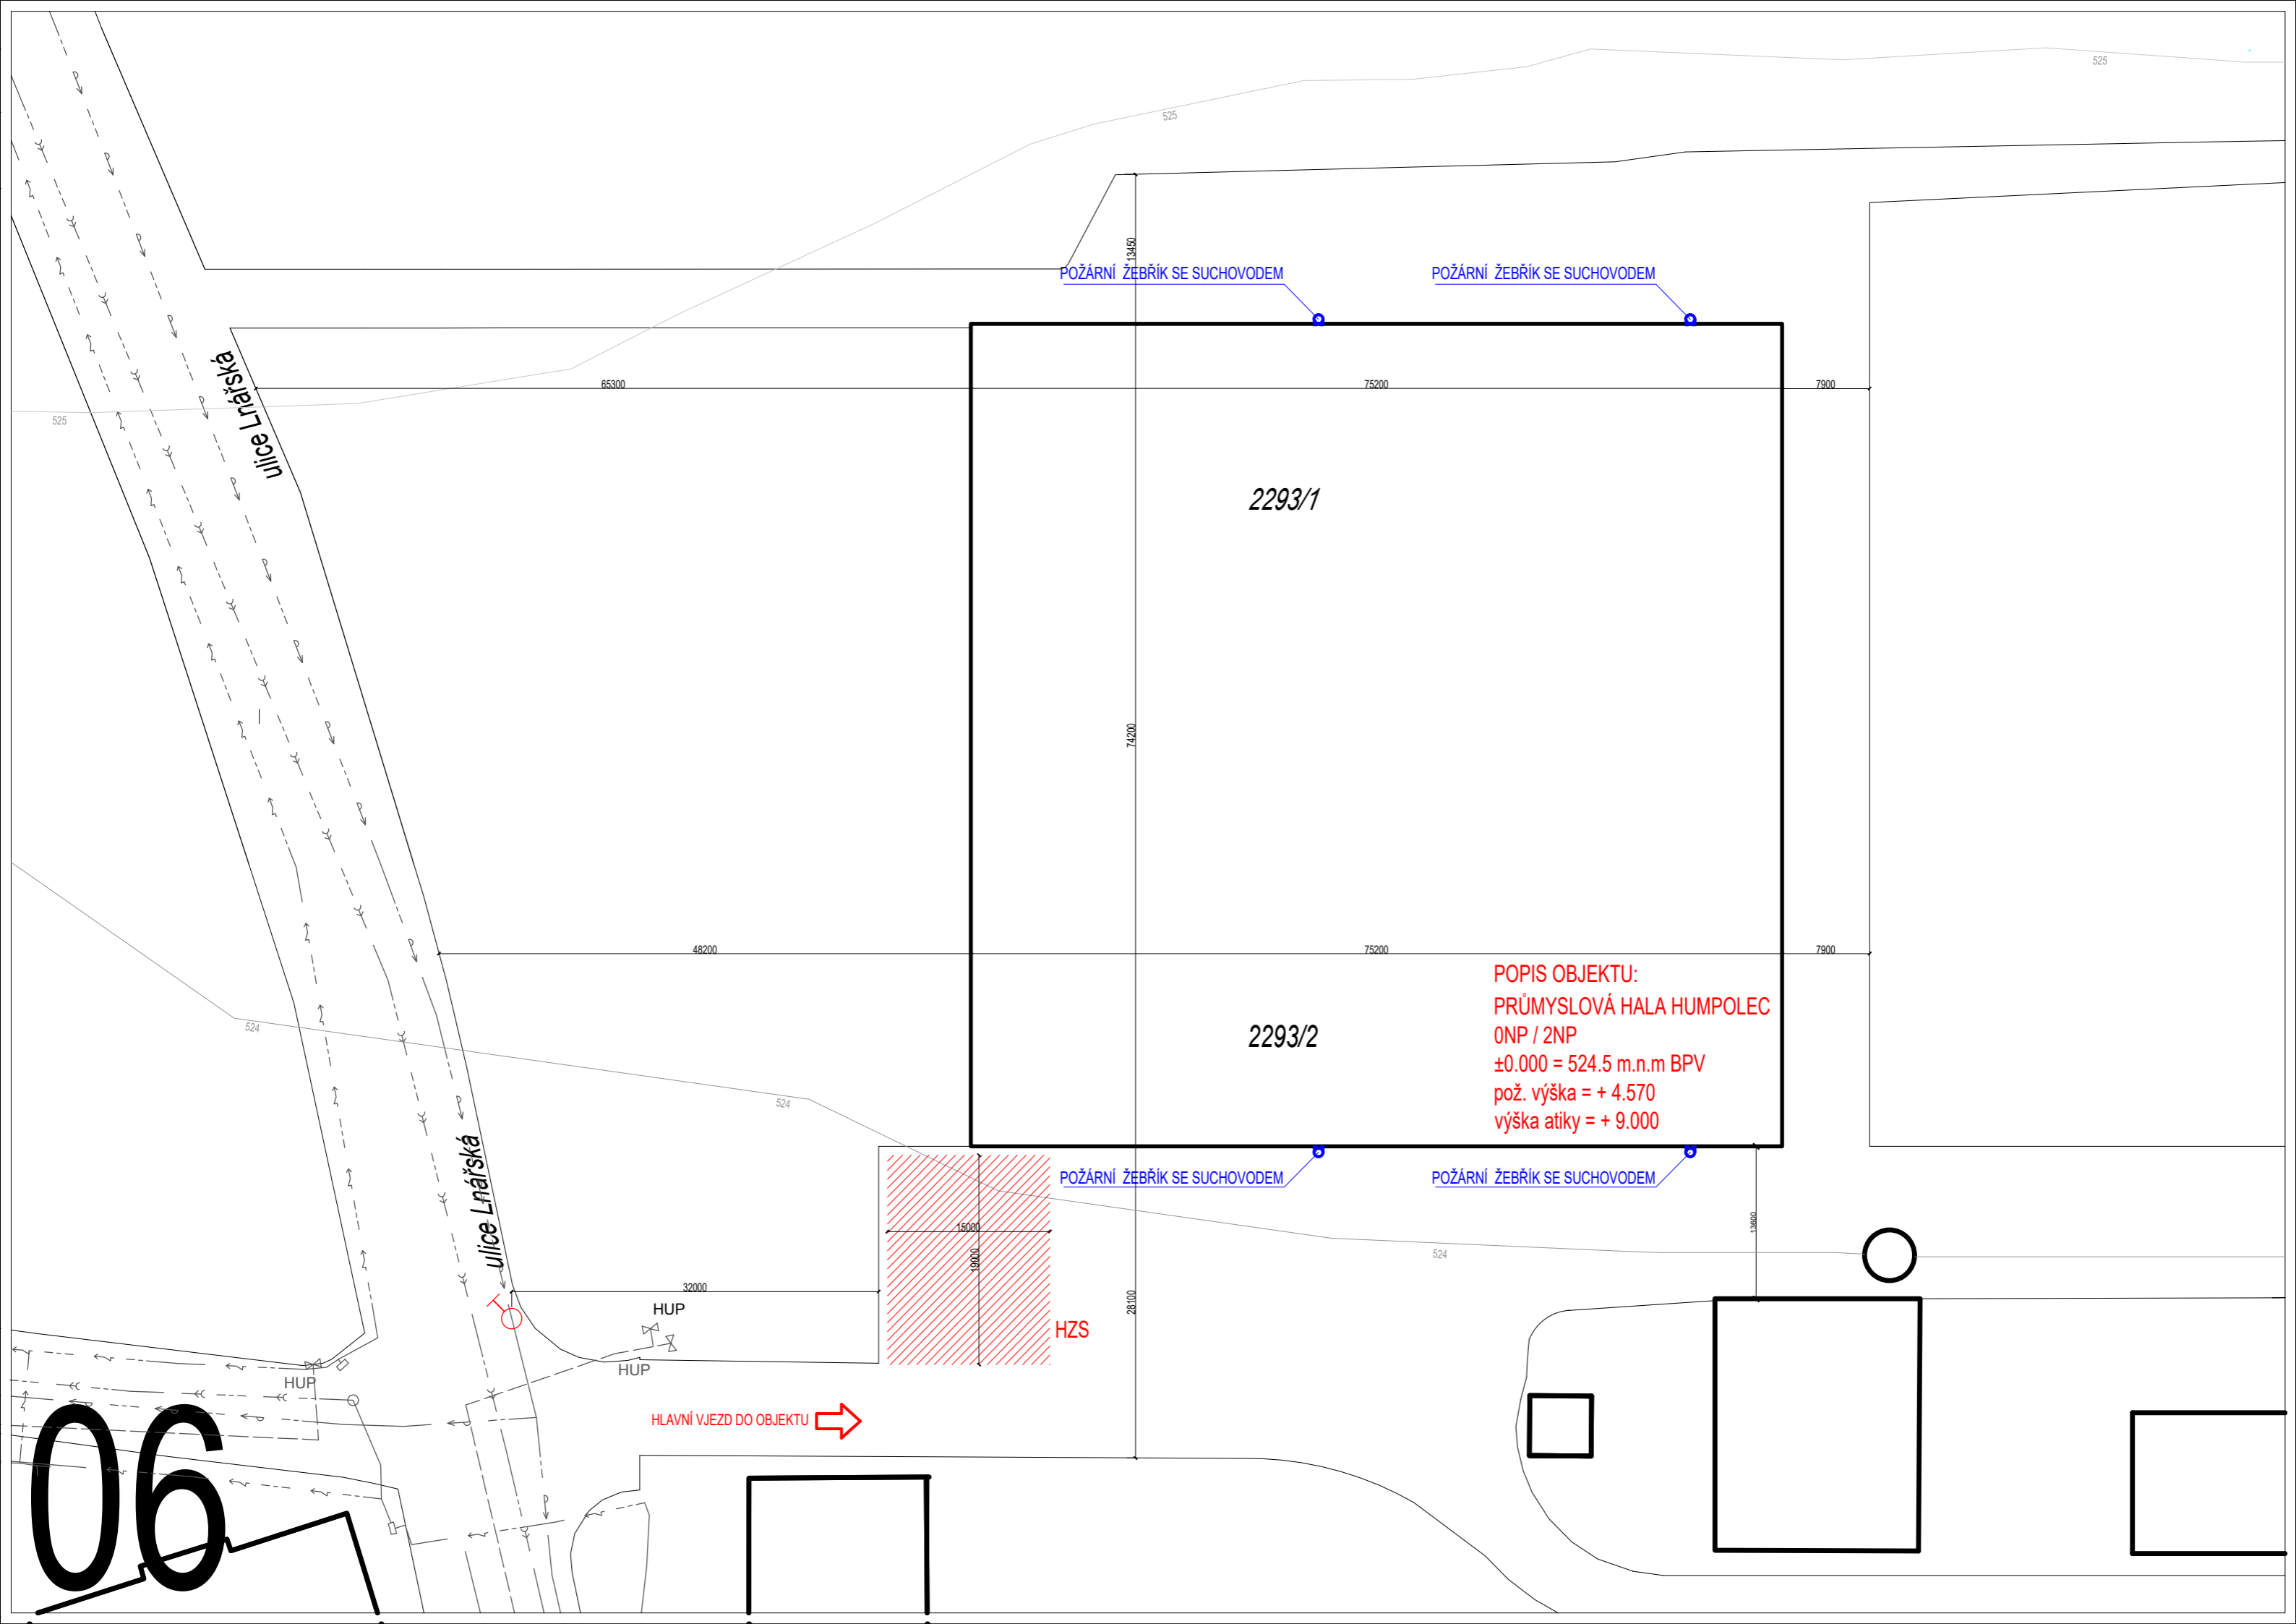 525
525
13450
POŽÁRNÍ ŽEBŘÍK SE SUCHOVODEM
POŽÁRNÍ ŽEBŘÍK SE SUCHOVODEM
ulice Lnářská
65300
75200
7900
525
2293/1
74200
48200
75200
7900
POPIS OBJEKTU:
PRŮMYSLOVÁ HALA HUMPOLEC
0NP / 2NP
±0.000 = 524.5 m.n.m BPV
pož. výška = + 4.570
výška atiky = + 9.000
2293/2
524
524
ulice Lnářská
POŽÁRNÍ ŽEBŘÍK SE SUCHOVODEM
POŽÁRNÍ ŽEBŘÍK SE SUCHOVODEM
15000
19000
13600
524
32000
28100
HUP
HZS
HUP
HUP
HLAVNÍ VJEZD DO OBJEKTU
06